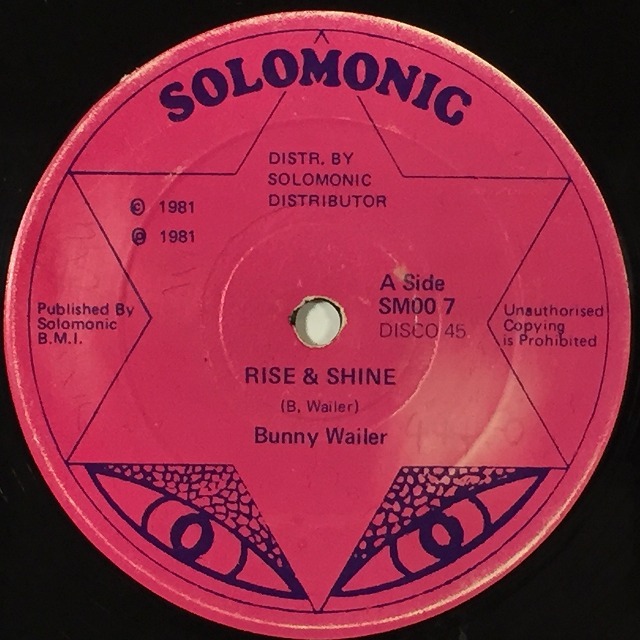 SOLOMONIC
DISTR. BY
SOLOMONIC
DISTRIBUTOR
© 1981
℗ 1981
A Side
SM00 7
DISCO 45
Published By
Solomonic
B.M.I.
Unauthorised
Copying
is Prohibited
RISE & SHINE
(B. Wailer)
Bunny Wailer